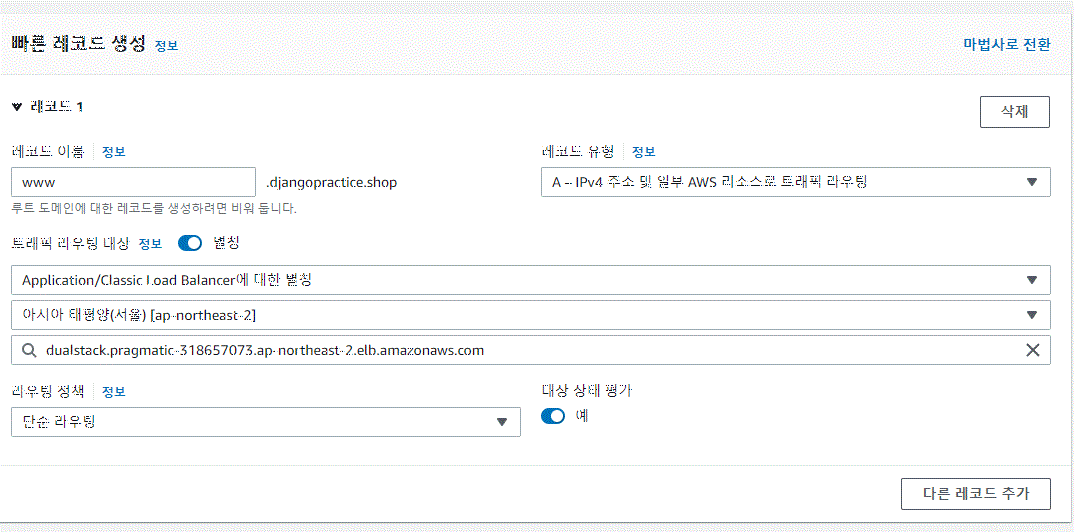 빠른 레코드 생성 정보 마법사로 전환
▼ 레코드 1 삭제
레코드 이름 정보 레코드 유형 정보
www .djangopractice.shop A – IPv4 주소 및 일부 AWS 리소스로 트래픽 라우팅
루트 도메인에 대한 레코드를 생성하려면 비워 둡니다.
트래픽 라우팅 대상 정보 별칭
Application/Classic Load Balancer에 대한 별칭
아시아 태평양(서울) [ap-northeast-2]
dualstack.pragmatic-318657073.ap-northeast-2.elb.amazonaws.com
라우팅 정책 정보 대상 상태 평가
단순 라우팅 예
다른 레코드 추가